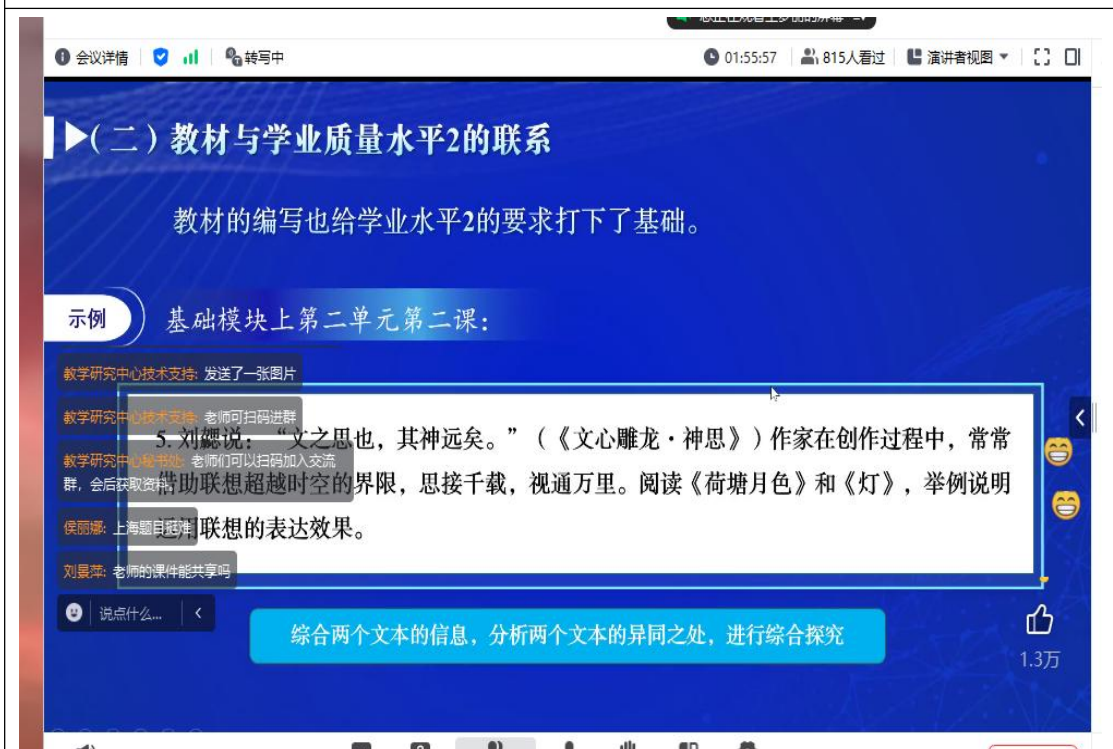 会议详情 转写中 01:55:57 815人看过 演讲者视图
（二）教材与学业质量水平2的联系
教材的编写也给学业水平2的要求打下了基础。
示例
基础模块上第二单元第二课：
教学研究中心技术支持: 发送了一张图片
教学研究中心技术支持: 老师可扫码进群
5. 刘勰说：“文之思也，其神远矣。”（《文心雕龙·神思》）作家在创作过程中，常常
教学研究中心秘书处: 老师们可以扫码加入交流
群，会后获取资料。
借助联想超越时空的界限，思接千载，视通万里。阅读《荷塘月色》和《灯》，举例说明
侯丽娜: 上海题目挺难
运用联想的表达效果。
刘景萍: 老师的课件能共享吗
说点什么...
综合两个文本的信息，分析两个文本的异同之处，进行综合探究
1.3万